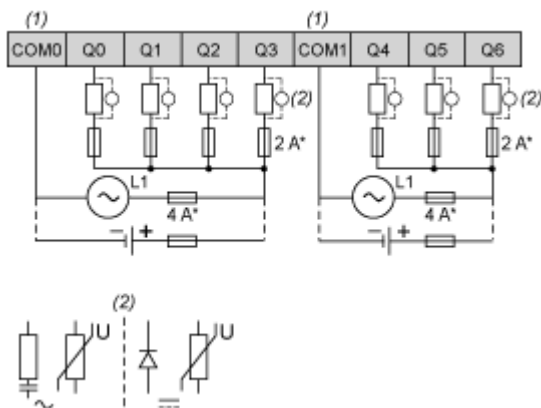 (1) (1)
COM0 Q0 Q1 Q2 Q3 COM1 Q4 Q5 Q6
(2) (2)
2 A* 2 A*
L1 L1
4 A* 4 A*
− + − +
(2)
U U